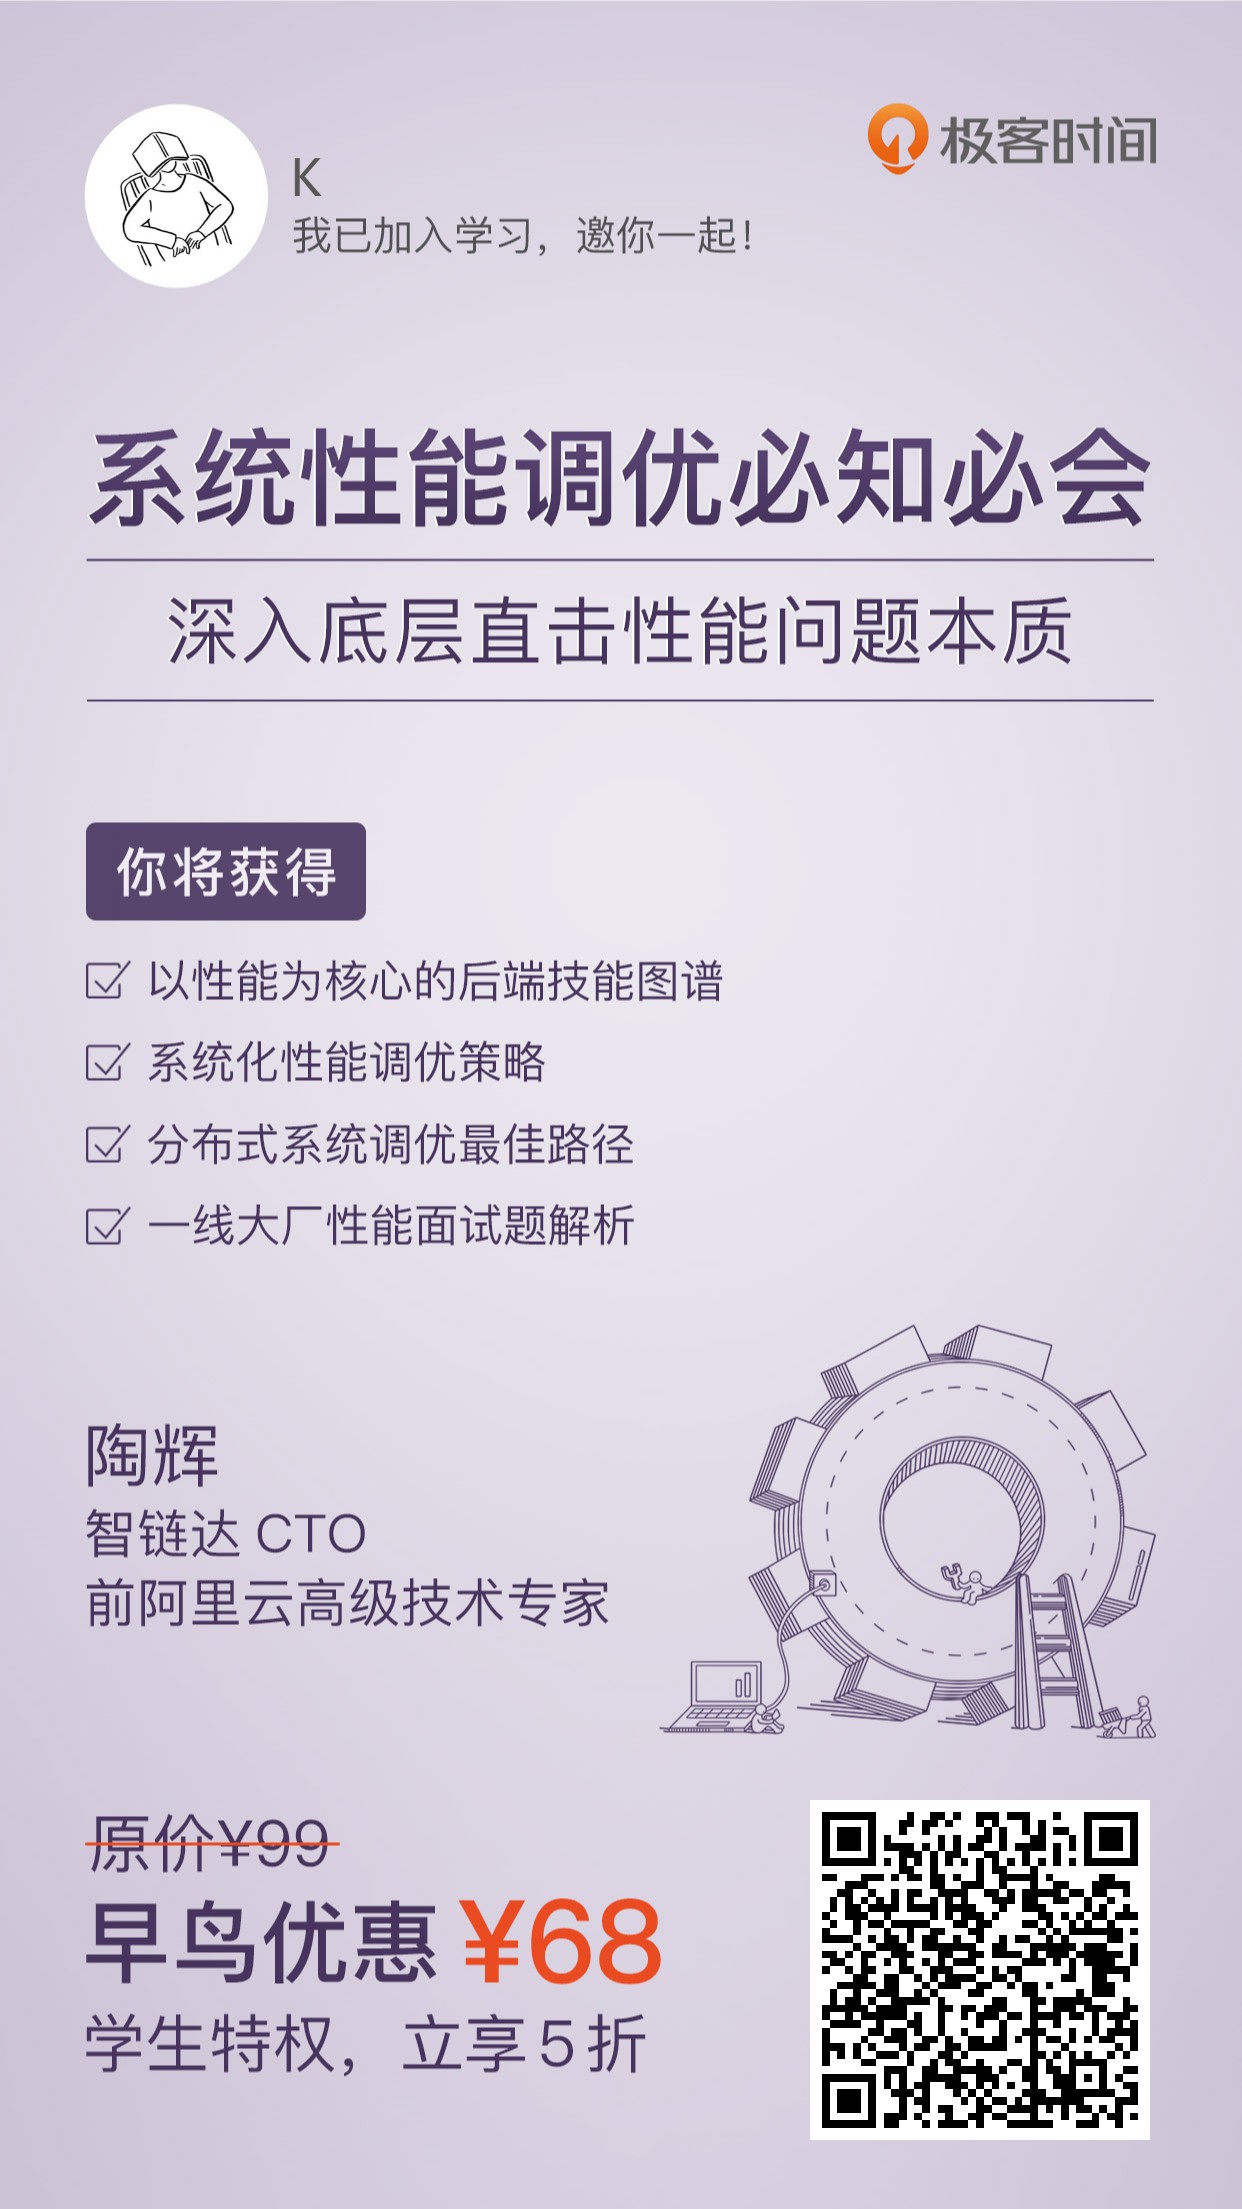 极客时间
K
我已加入学习，邀你一起！
系统性能调优必知必会
深入底层直击性能问题本质
你将获得
以性能为核心的后端技能图谱
系统化性能调优策略
分布式系统调优最佳路径
一线大厂性能面试题解析
陶辉
智链达 CTO
前阿里云高级技术专家
原价¥99
早鸟优惠 ¥68
学生特权，立享 5 折